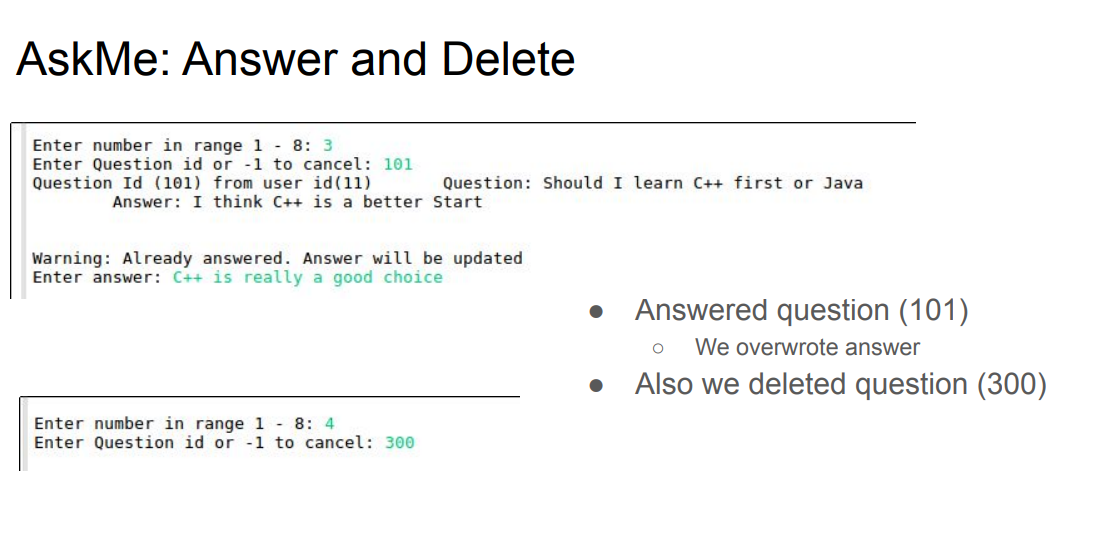 AskMe: Answer and Delete
Enter number in range 1 - 8: 3
Enter Question id or -1 to cancel: 101
Question Id (101) from user id(11)	Question: Should I learn C++ first or Java
Answer: I think C++ is a better Start
Warning: Already answered. Answer will be updated
Enter answer: C++ is really a good choice
● Answered question (101)
○ We overwrote answer
● Also we deleted question (300)
Enter number in range 1 - 8: 4
Enter Question id or -1 to cancel: 300